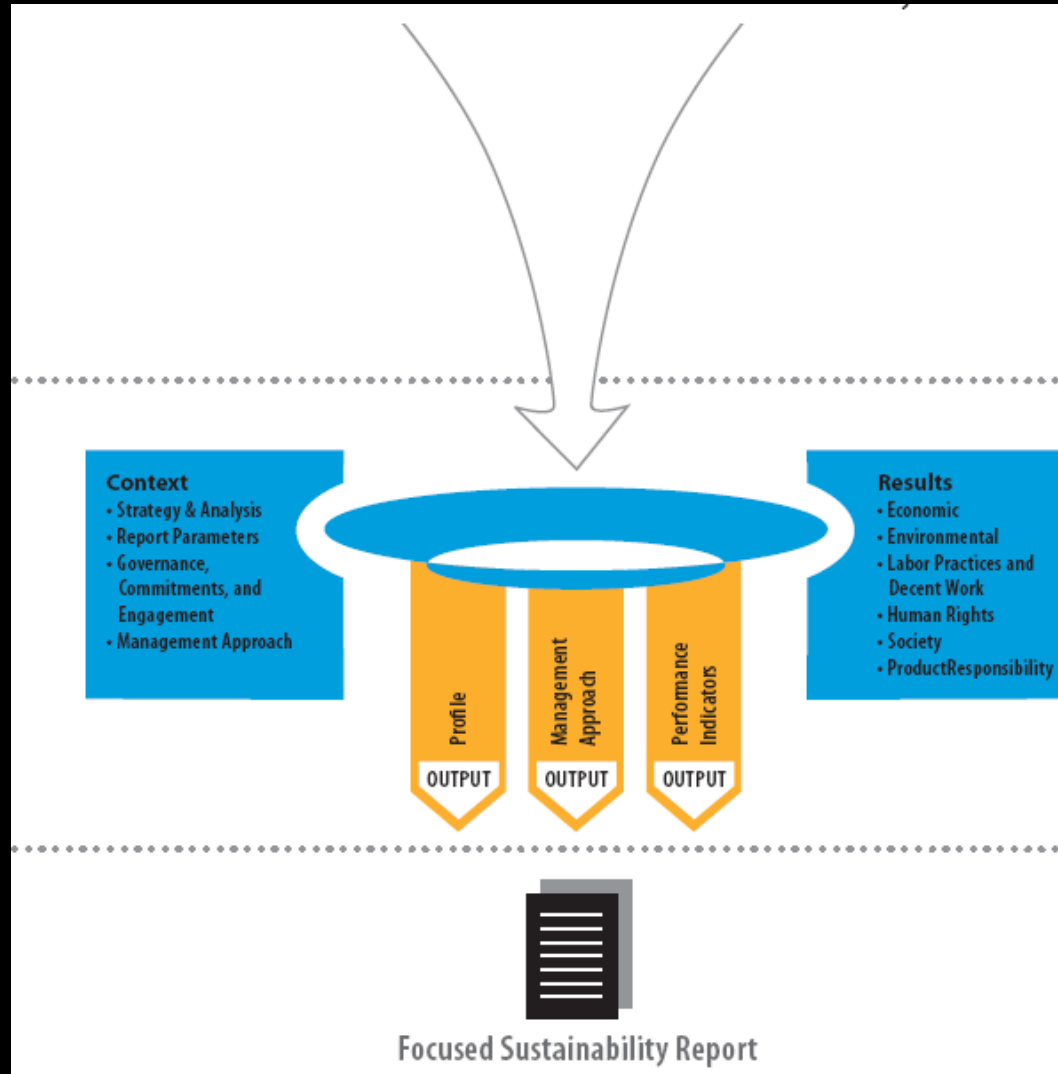 Context
• Strategy & Analysis
• Report Parameters
• Governance,
Commitments, and
Engagement
• Management Approach
Results
• Economic
• Environmental
• Labor Practices and
Decent Work
• Human Rights
• Society
• ProductResponsibility
Profile
Management
Approach
Performance
Indicators
OUTPUT
OUTPUT
OUTPUT
Focused Sustainability Report